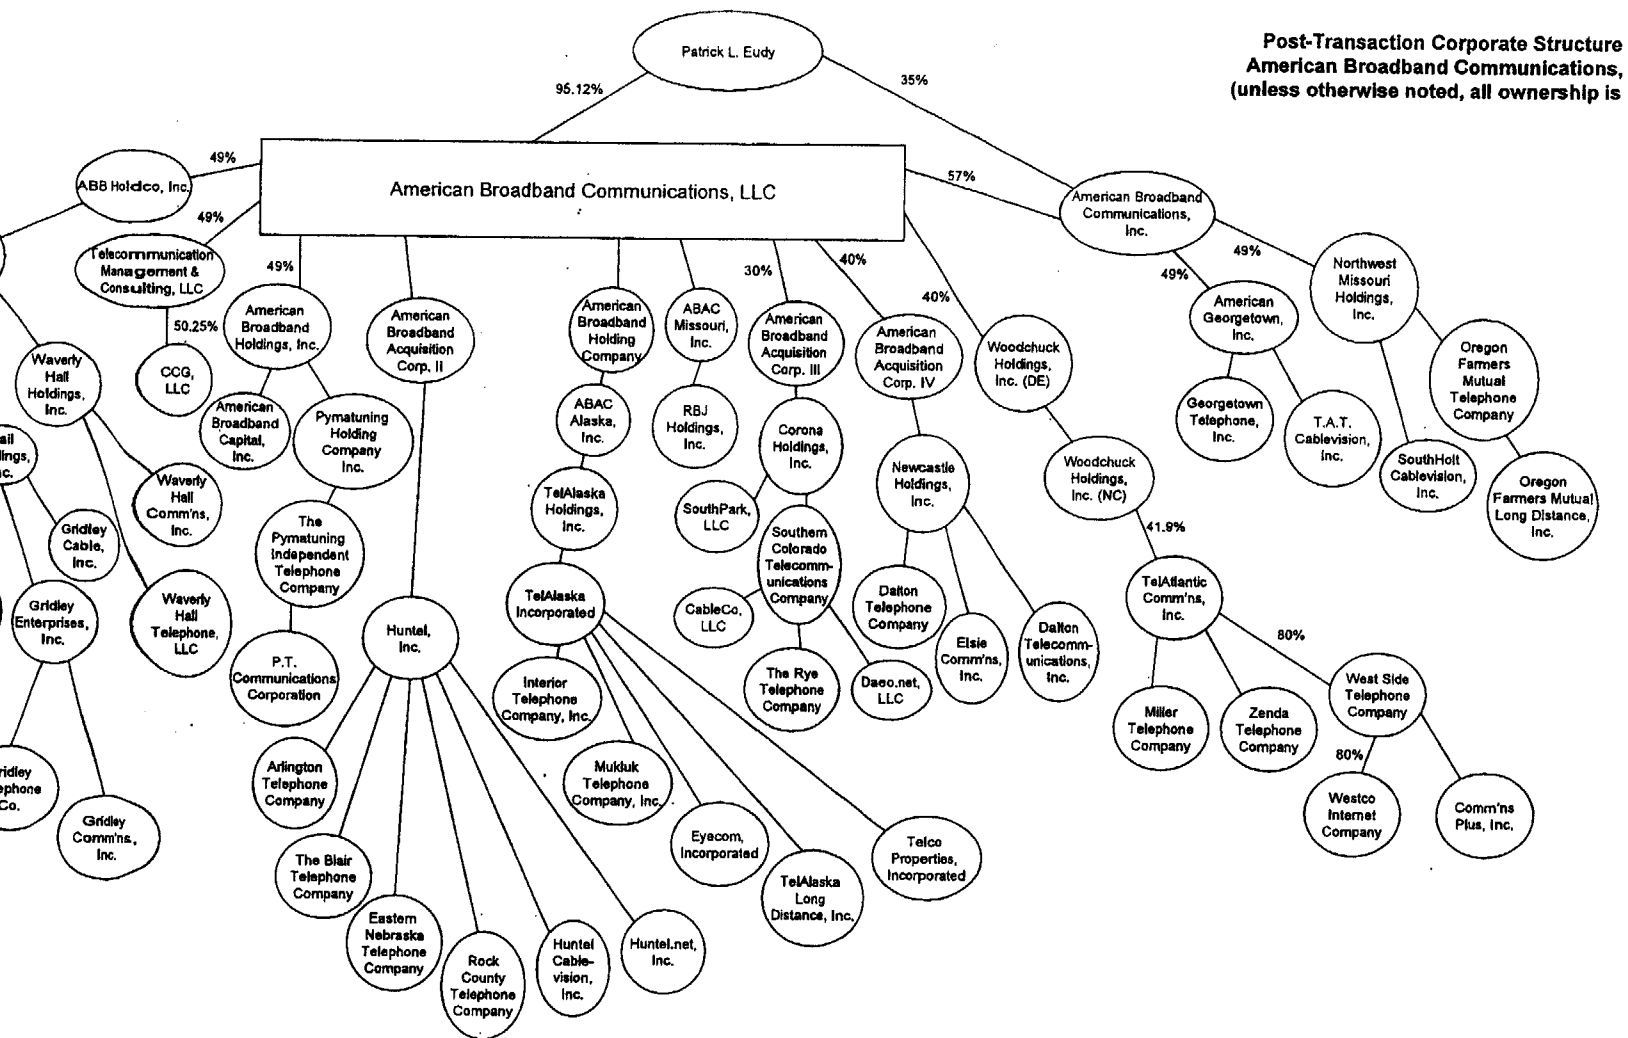 Patrick L. Eudy
Post-Transaction Corporate Structure
American Broadband Communications,
(unless otherwise noted, all ownership is
95.12%
35%
49%
ABB Holdco, Inc.
American Broadband Communications, LLC
57%
American Broadband
Communications,
Inc.
49%
Telecommunication
Management &
Consulting, LLC
49%
30%
40%
40%
49%
49%
Northwest
Missouri
Holdings,
Inc.
50.25%
American
Broadband
Holdings, Inc.
American
Broadband
Acquisition
Corp. II
American
Broadband
Holding
Company
ABAC
Missouri,
Inc.
American
Broadband
Acquisition
Corp. III
American
Broadband
Acquisition
Corp. IV
Woodchuck
Holdings,
Inc. (DE)
American
Georgetown,
Inc.
Oregon
Farmers
Mutual
Telephone
Company
Waverly
Hall
Holdings,
Inc.
CCG,
LLC
American
Broadband
Capital,
Inc.
Pymatuning
Holding
Company
Inc.
ABAC
Alaska,
Inc.
RBJ
Holdings,
Inc.
Corona
Holdings,
Inc.
Georgetown
Telephone,
Inc.
T.A.T.
Cablevision,
Inc.
ail
lings,
nc.
Waverly
Hall
Comm'ns,
Inc.
TelAlaska
Holdings,
Inc.
SouthPark,
LLC
Newcastle
Holdings,
Inc.
Woodchuck
Holdings,
Inc. (NC)
SouthHolt
Cablevision,
Inc.
Oregon
Farmers Mutual
Long Distance,
Inc.
Gridley
Cable,
Inc.
The
Pymatuning
Independent
Telephone
Company
Southern
Colorado
Telecomm-
unications
Company
41.9%
Gridley
Enterprises,
Inc.
Waverly
Hall
Telephone,
LLC
Huntel,
Inc.
TelAlaska
Incorporated
CableCo,
LLC
Dalton
Telephone
Company
Elsie
Comm'ns,
Inc.
Dalton
Telecomm-
unications,
Inc.
TelAtlantic
Comm'ns,
Inc.
80%
P.T.
Communications
Corporation
Interior
Telephone
Company, Inc.
The Rye
Telephone
Company
Daeo.net,
LLC
Miller
Telephone
Company
Zenda
Telephone
Company
West Side
Telephone
Company
80%
ridley
ephone
Co.
Arlington
Telephone
Company
Mukluk
Telephone
Company, Inc.
Westco
Internet
Company
Comm'ns
Plus, Inc.
Gridley
Comm'ns,
Inc.
The Blair
Telephone
Company
Eyecom,
Incorporated
Telco
Properties,
Incorporated
TelAlaska
Long
Distance, Inc.
Eastern
Nebraska
Telephone
Company
Rock
County
Telephone
Company
Huntel
Cable-
vision,
Inc.
Huntel.net,
Inc.